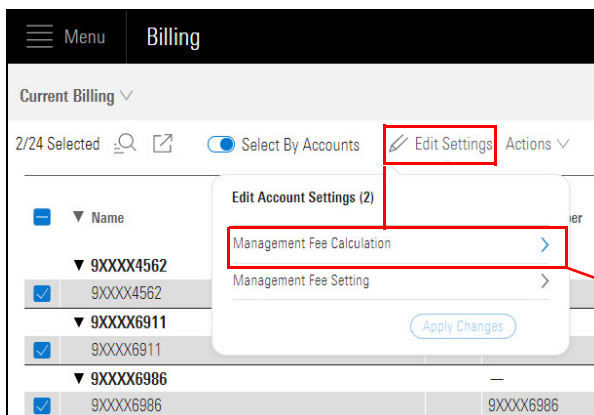 Menu Billing
Current Billing
2/24 Selected Select By Accounts Edit Settings Actions
Edit Account Settings (2)
Name
Management Fee Calculation
9XXXX4562
9XXXX4562
Management Fee Setting
9XXXX6911
9XXXX6911
Apply Changes
9XXXX6986 —
9XXXX6986 9XXXX6986